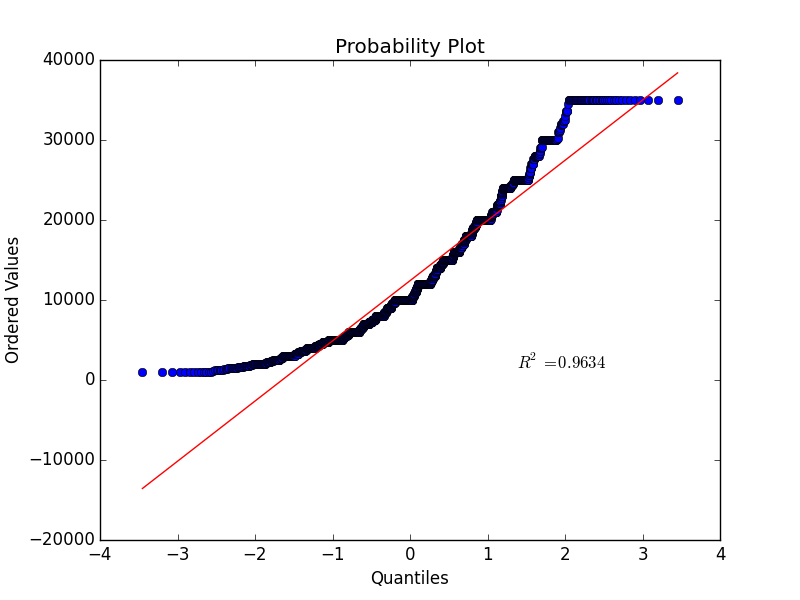 Probability Plot
40000
30000
20000
10000
0
−10000
−20000
Ordered Values
R² =0.9634
−4 −3 −2 −1 0 1 2 3 4
Quantiles